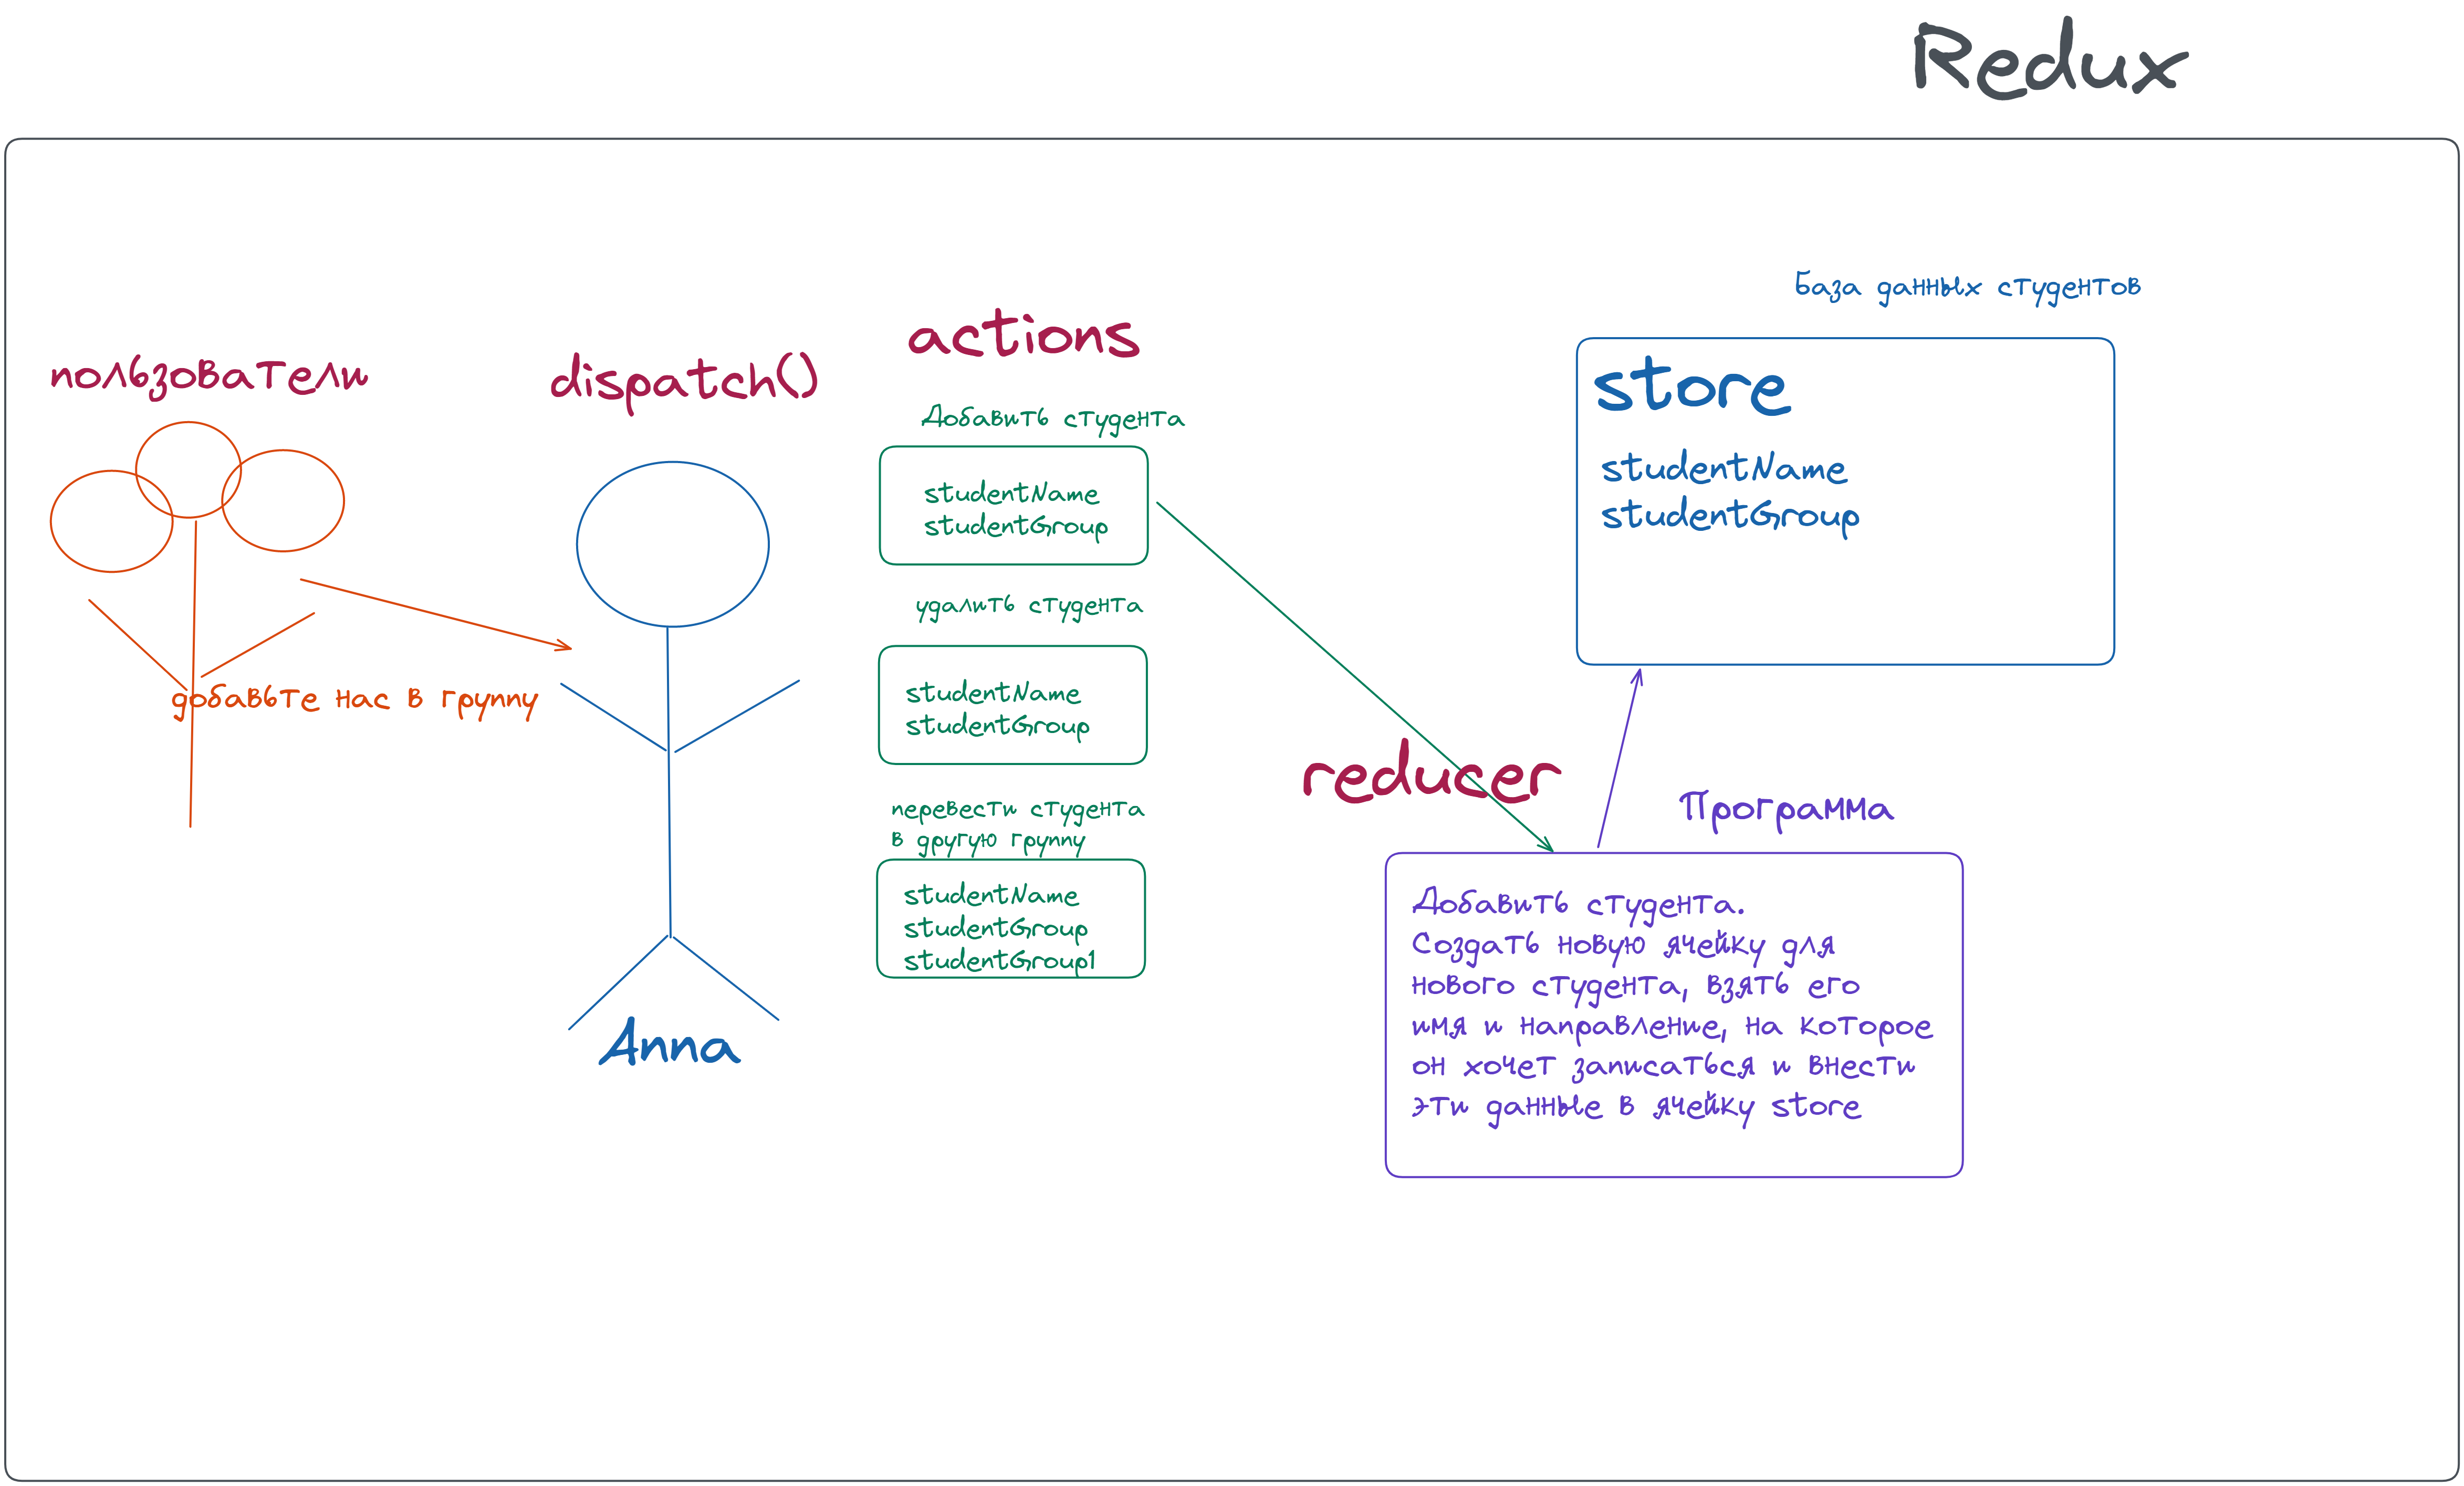 Redux
пользователи
добавьте нас в группу
dispatch()
Anna
actions
Добавить студента
studentName
studentGroup
удалить студента
studentName
studentGroup
перевести студента
в другую группу
studentName
studentGroup
studentGroup1
reducer
Программа
Добавить студента.
Создать новую ячейку для
нового студента, взять его
имя и направление, на которое
он хочет записаться и внести
эти данные в ячейку store
База данных студентов
store
studentName
studentGroup